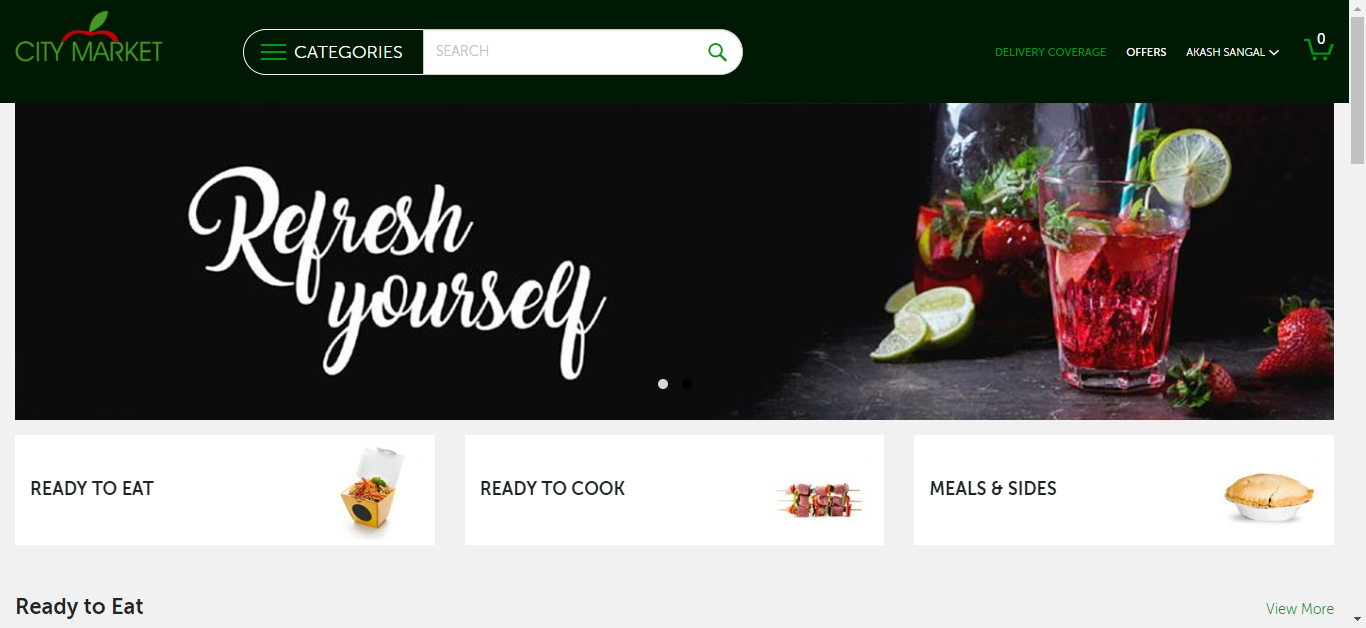 CITY MARKET
CATEGORIES
SEARCH
DELIVERY COVERAGE
OFFERS
AKASH SANGAL
0
Refresh
yourself
READY TO EAT
READY TO COOK
MEALS & SIDES
Ready to Eat
View More